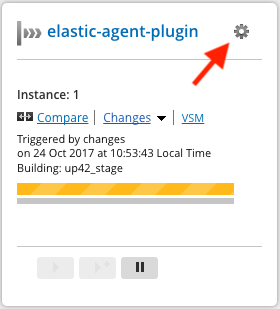 elastic-agent-plugin
Instance: 1
Compare Changes VSM
Triggered by changes
on 24 Oct 2017 at 10:53:43 Local Time
Building: up42_stage